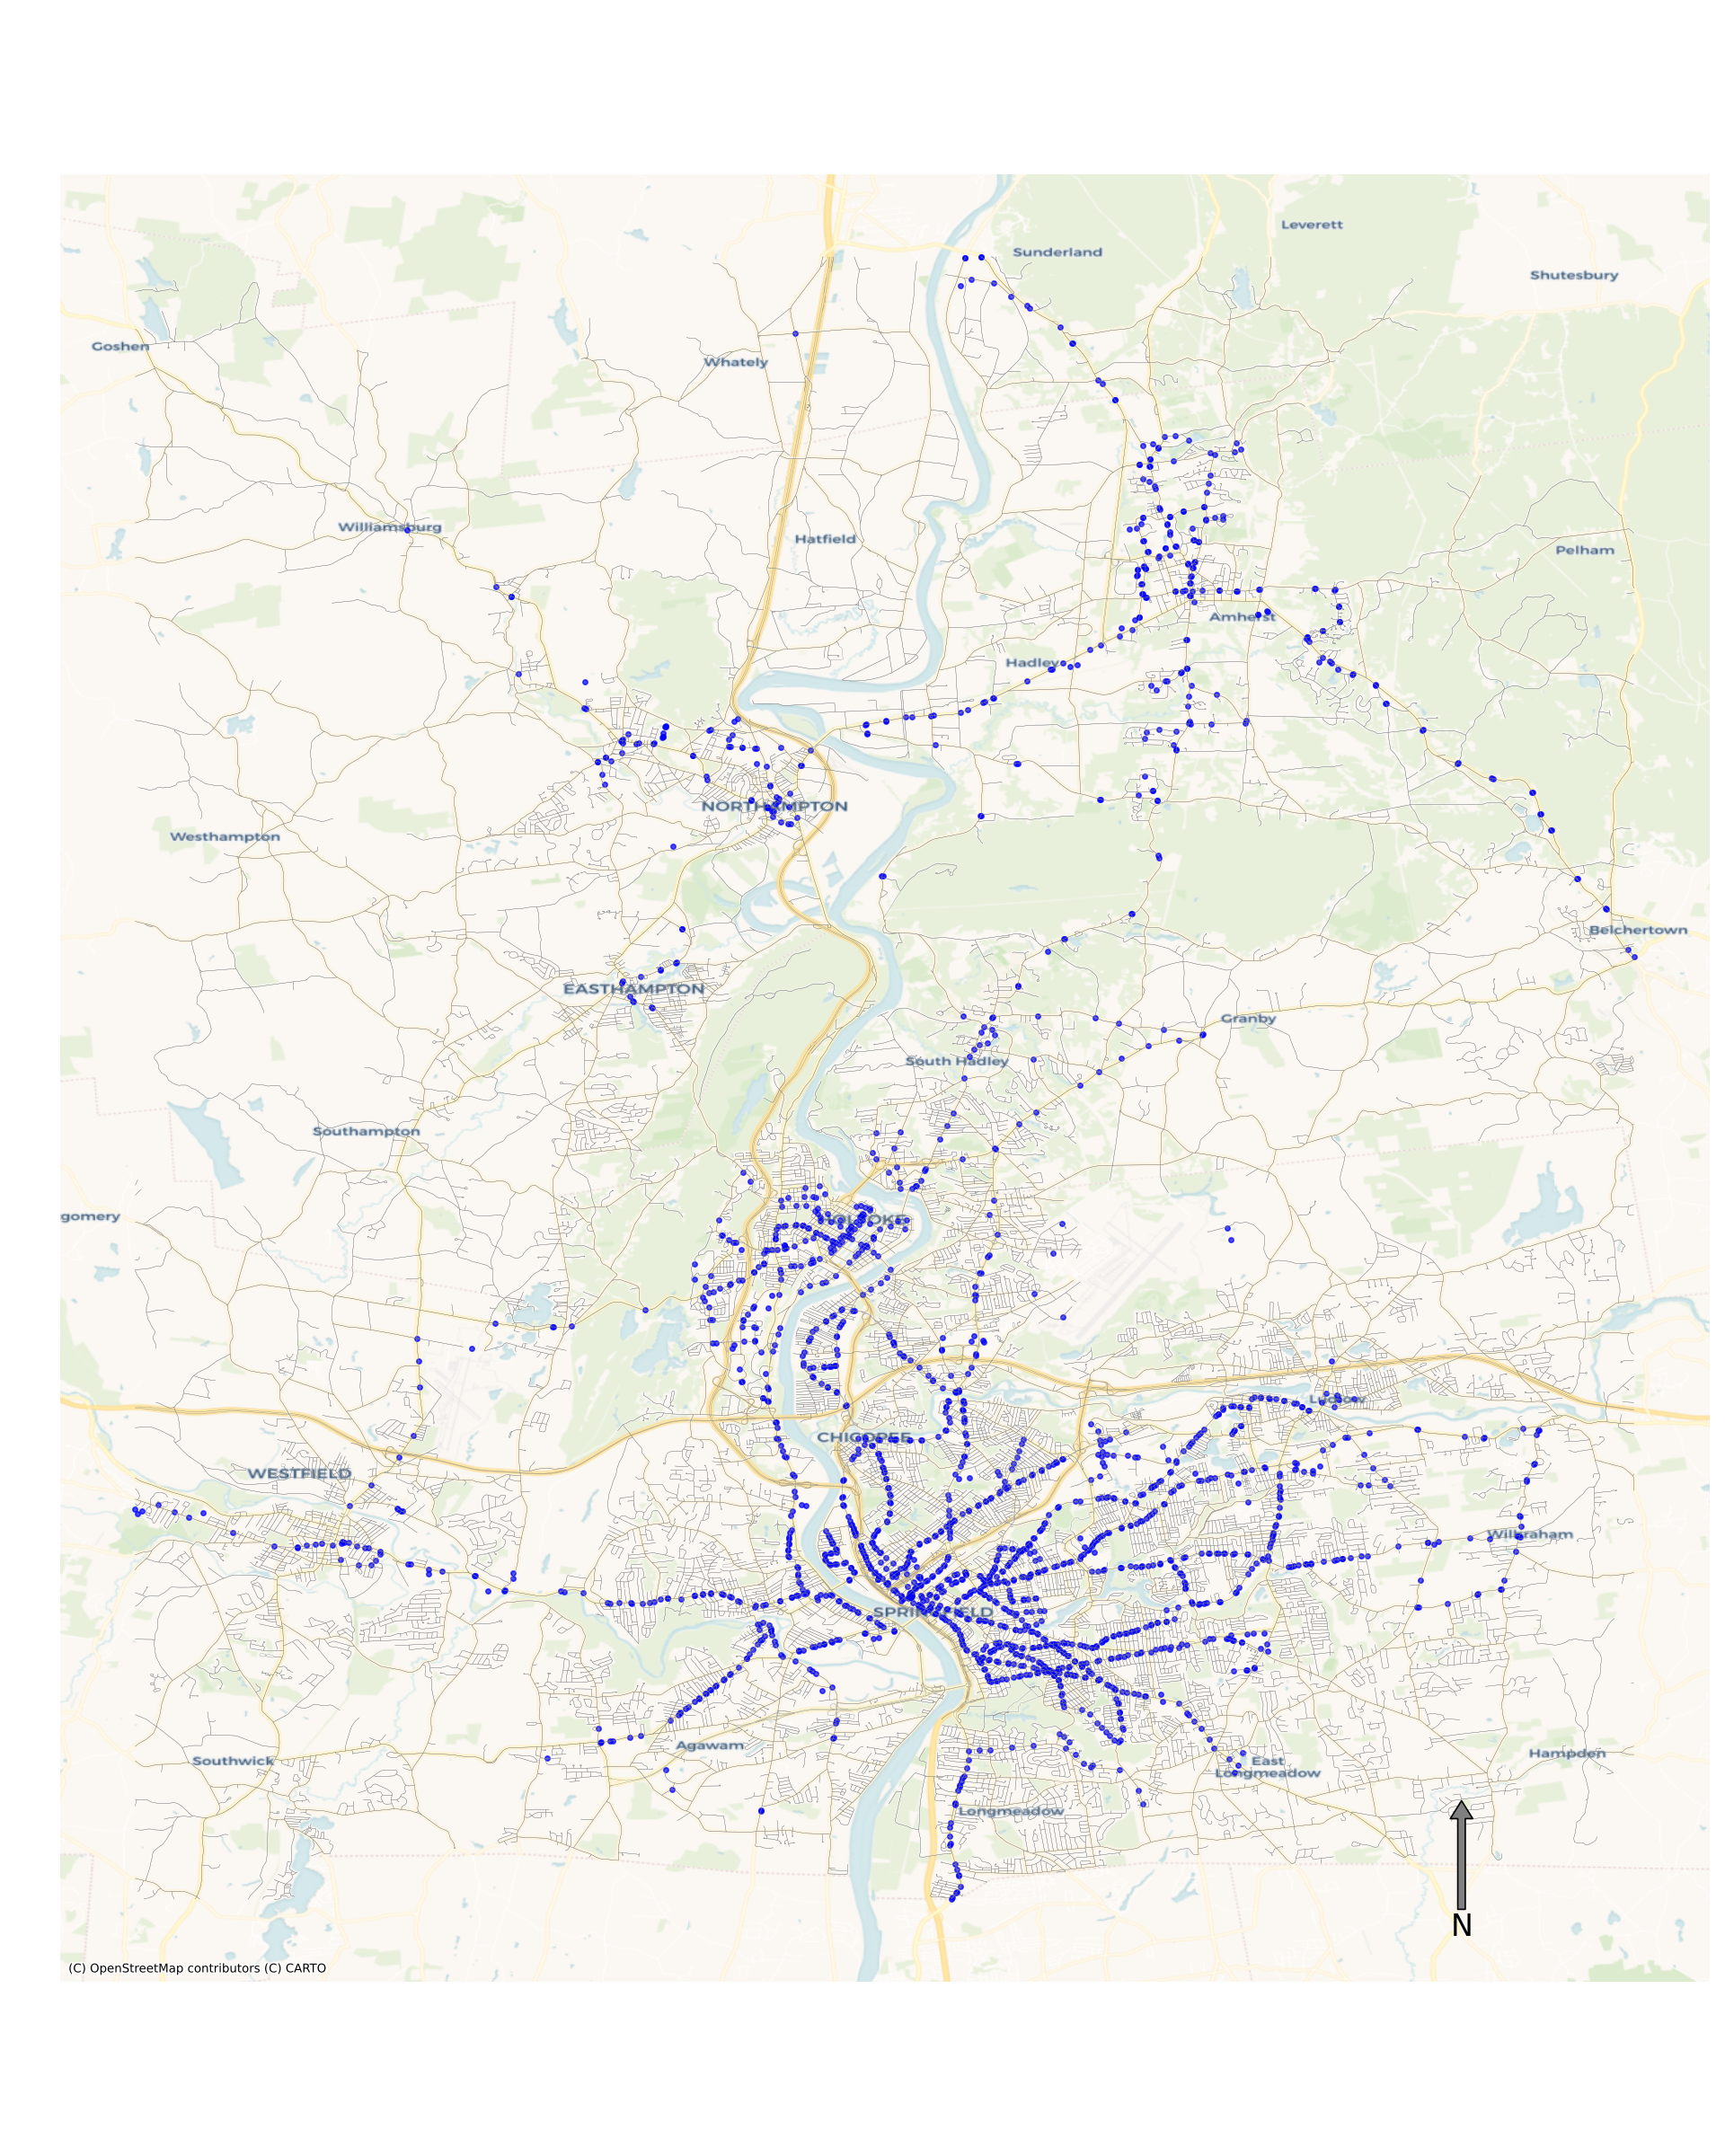 Leverett
Sunderland
Shutesbury
Goshen
Whately
Williamsburg
Hatfield
Pelham
Amherst
Hadley
NORTHAMPTON
Westhampton
Belchertown
EASTHAMPTON
Granby
South Hadley
Southampton
gomery
HOLYOKE
Ludlow
CHICOPEE
WESTFIELD
Wilbraham
SPRINGFIELD
Agawam
Hampden
Southwick
East
Longmeadow
Longmeadow
N
(C) OpenStreetMap contributors (C) CARTO